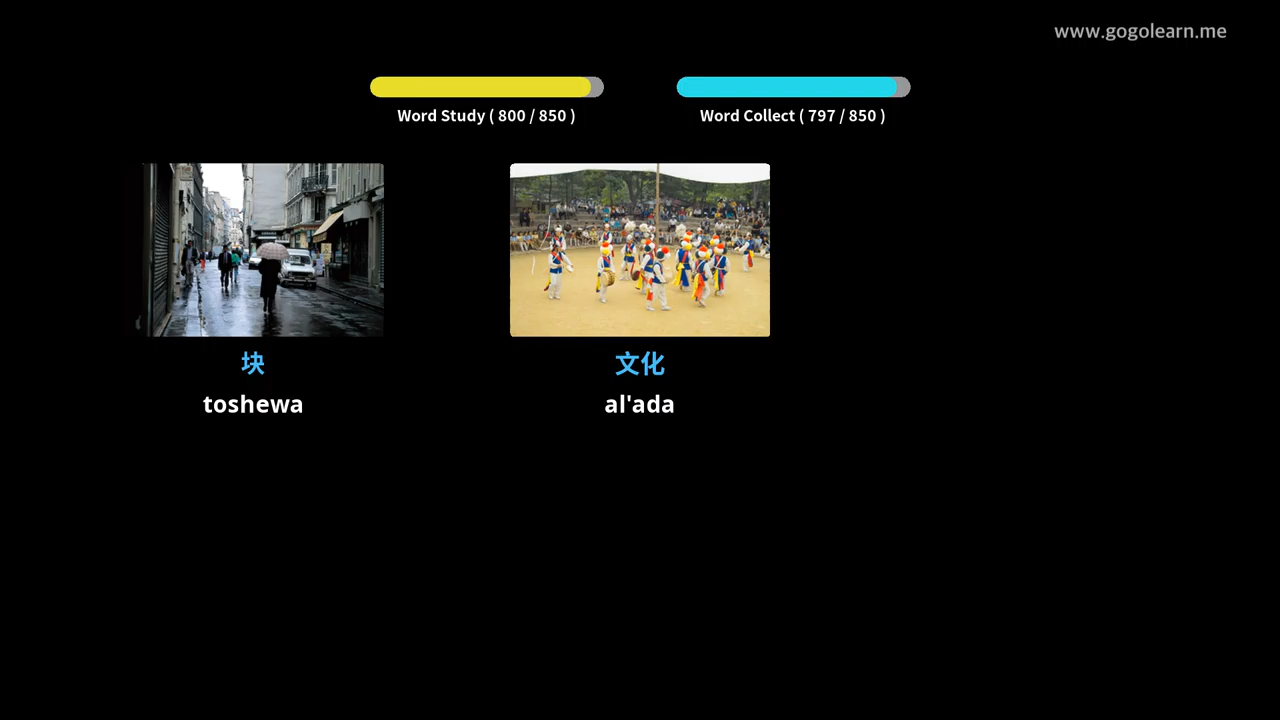 www.gogolearn.me
Word Study ( 800 / 850 )
Word Collect ( 797 / 850 )
块
toshewa
文化
al'ada